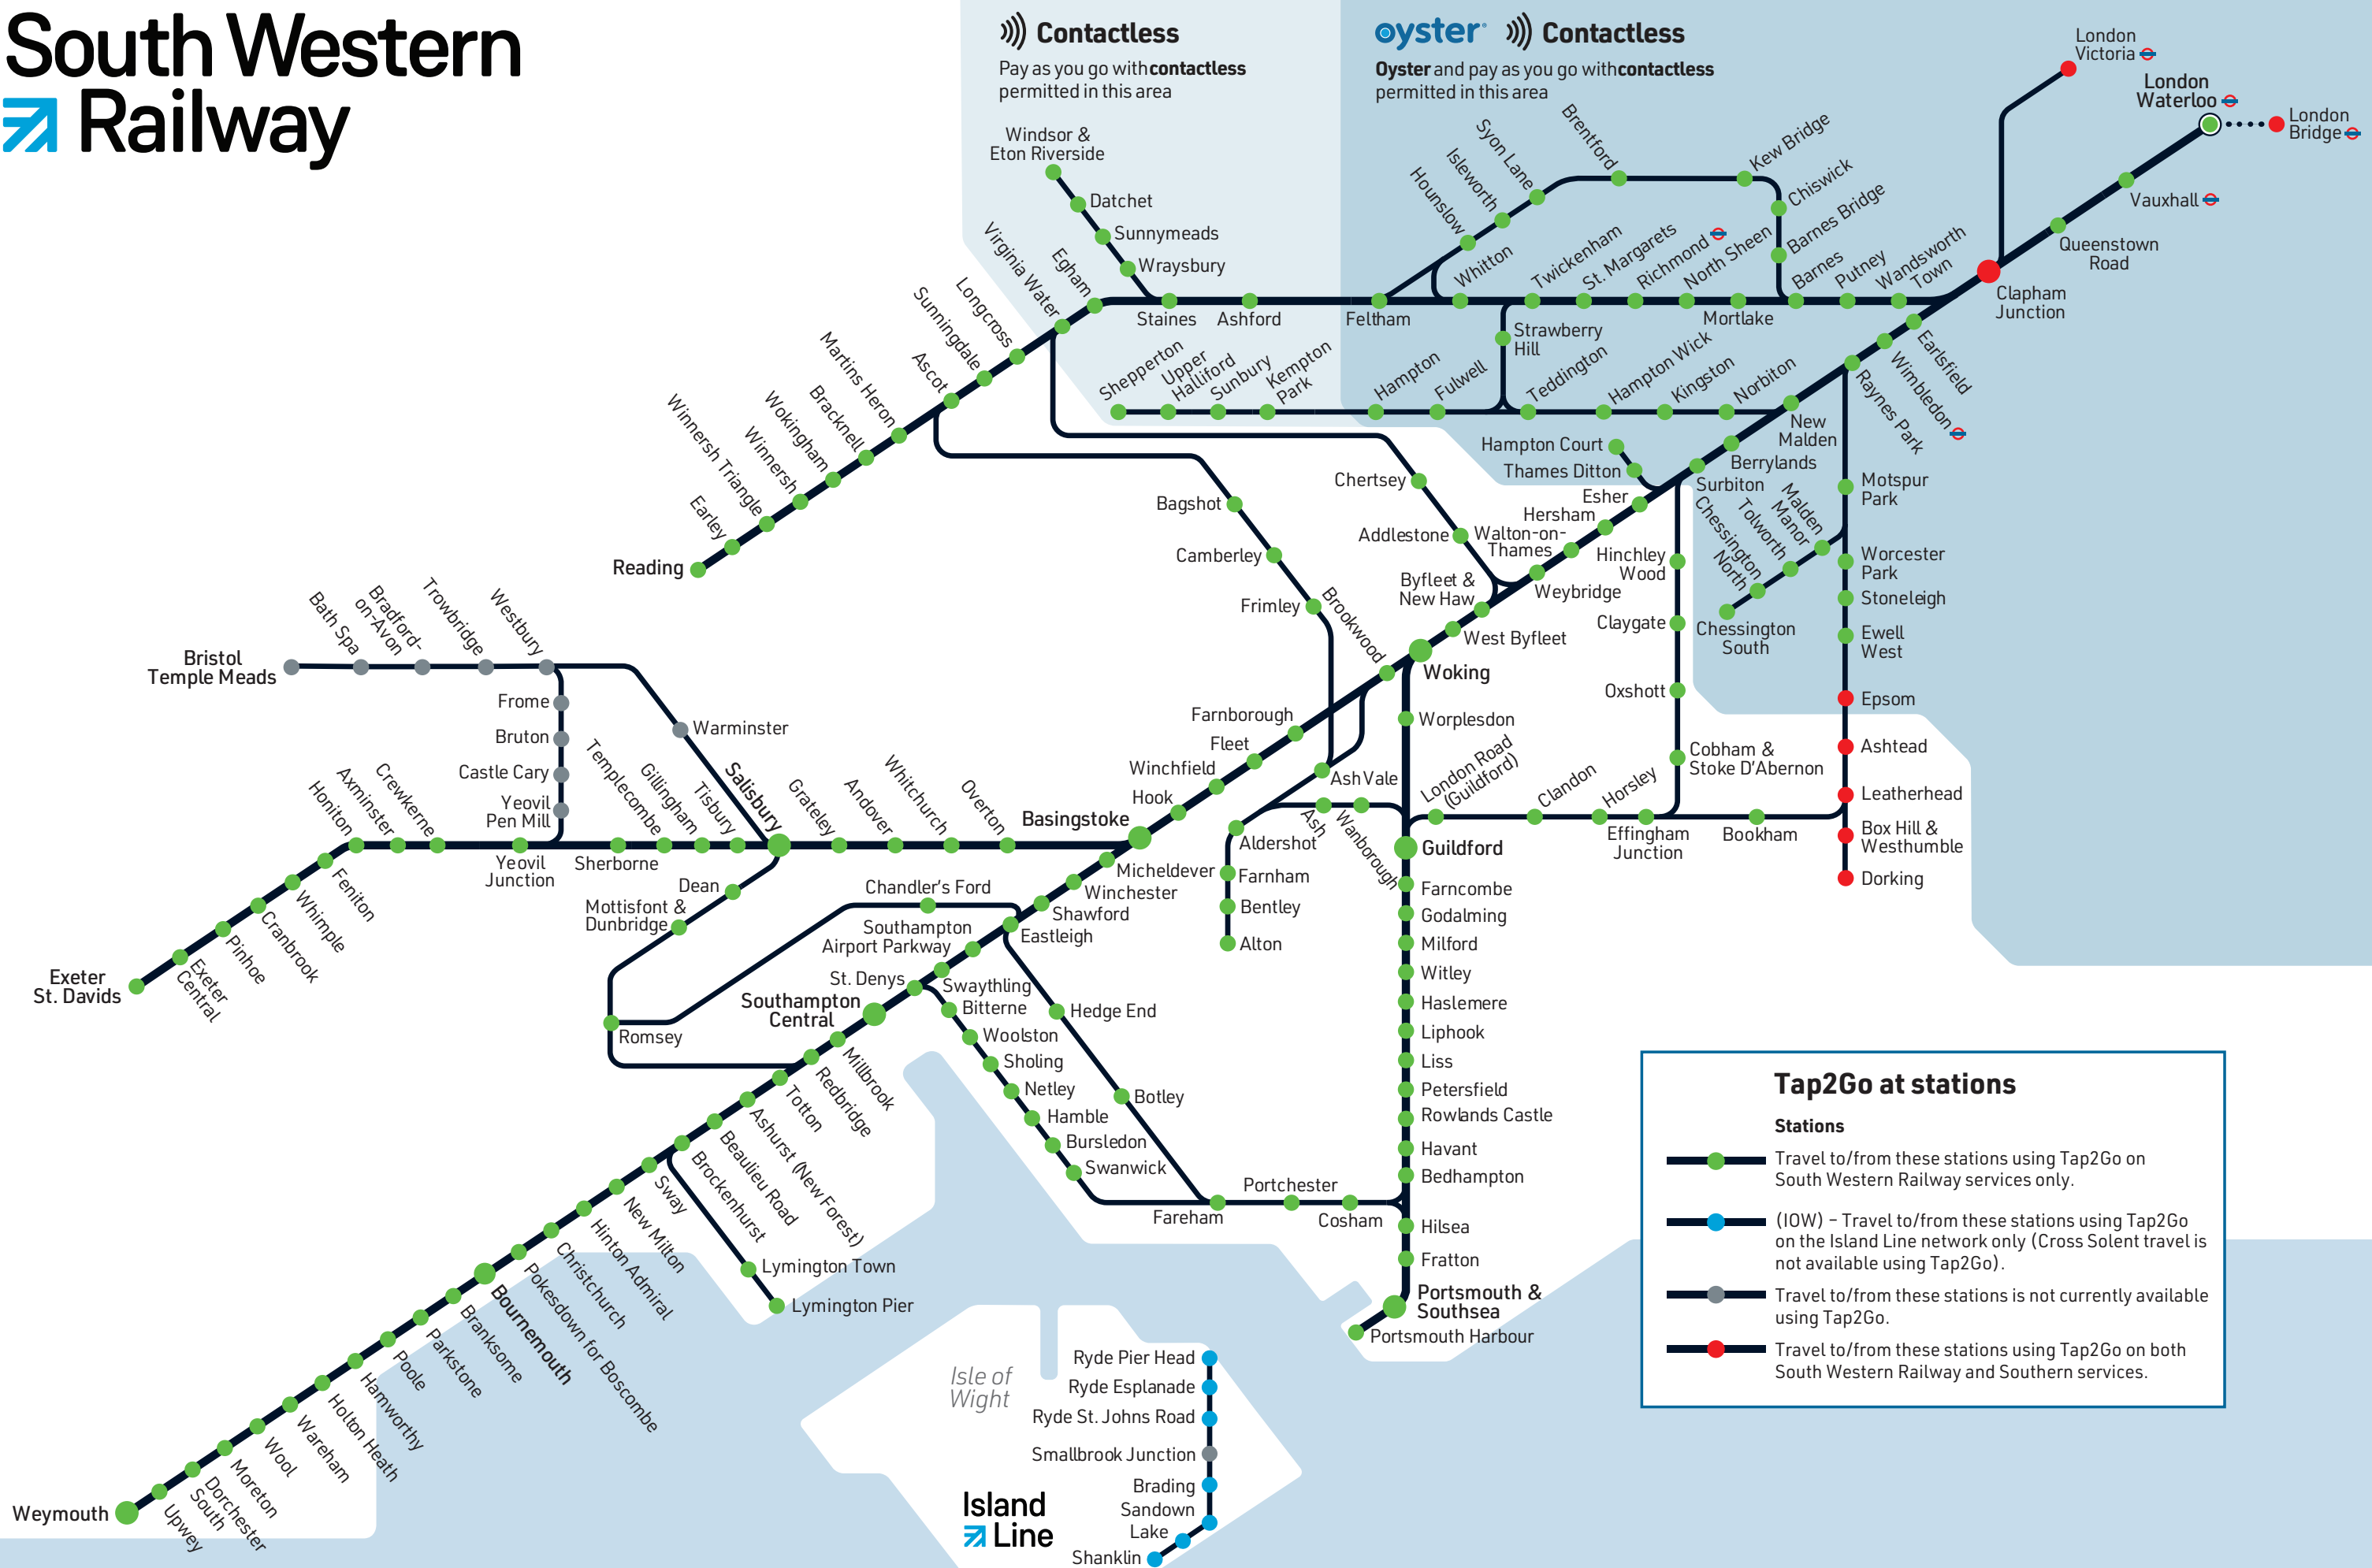 South Western
Railway
Contactless
Pay as you go with contactless
permitted in this area
oyster Contactless
Oyster and pay as you go with contactless
permitted in this area
London
Victoria
London
Waterloo
London
Bridge
Vauxhall
Queenstown
Road
Clapham
Junction
Windsor &
Eton Riverside
Datchet
Sunnymeads
Wraysbury
Hounslow
Isleworth
Syon Lane
Brentford
Kew Bridge
Chiswick
Barnes Bridge
Virginia Water
Egham
Staines
Ashford
Feltham
Whitton
Twickenham
St. Margarets
Richmond
North Sheen
Mortlake
Barnes
Putney
Wandsworth
Town
Strawberry
Hill
Shepperton
Upper
Halliford
Sunbury
Kempton
Park
Hampton
Fulwell
Teddington
Hampton Wick
Kingston
Norbiton
Earlsfield
Wimbledon
Raynes Park
New
Malden
Berrylands
Surbiton
Hampton Court
Thames Ditton
Esher
Hersham
Walton-on-
Thames
Weybridge
Byfleet &
New Haw
West Byfleet
Woking
Chertsey
Addlestone
Longcross
Sunningdale
Ascot
Martins Heron
Bracknell
Wokingham
Winnersh
Winnersh Triangle
Earley
Reading
Bagshot
Camberley
Frimley
Brookwood
Motspur
Park
Malden
Manor
Tolworth
Chessington
North
Chessington
South
Worcester
Park
Stoneleigh
Ewell
West
Epsom
Ashtead
Leatherhead
Box Hill &
Westhumble
Dorking
Hinchley
Wood
Claygate
Oxshott
Cobham &
Stoke D'Abernon
London Road
(Guildford)
Clandon
Horsley
Effingham
Junction
Bookham
Bristol
Temple Meads
Bath Spa
Bradford-
on-Avon
Trowbridge
Westbury
Frome
Bruton
Castle Cary
Yeovil
Pen Mill
Warminster
Farnborough
Fleet
Winchfield
Hook
Basingstoke
Ash Vale
Ash
Wanborough
Aldershot
Farnham
Bentley
Alton
Worplesdon
Guildford
Farncombe
Godalming
Milford
Witley
Haslemere
Liphook
Liss
Petersfield
Rowlands Castle
Havant
Bedhampton
Hilsea
Fratton
Portsmouth &
Southsea
Portsmouth Harbour
Honiton
Axminster
Crewkerne
Yeovil
Junction
Sherborne
Templecombe
Gillingham
Tisbury
Salisbury
Grateley
Andover
Whitchurch
Overton
Feniton
Whimple
Cranbrook
Pinhoe
Exeter
Central
Exeter
St. Davids
Dean
Mottisfont &
Dunbridge
Romsey
Chandler's Ford
Micheldever
Winchester
Shawford
Eastleigh
Southampton
Airport Parkway
Swaythling
St. Denys
Southampton
Central
Bitterne
Woolston
Sholing
Netley
Hamble
Bursledon
Swanwick
Hedge End
Botley
Fareham
Portchester
Cosham
Millbrook
Redbridge
Totton
Ashurst (New Forest)
Beaulieu Road
Brockenhurst
Lymington Town
Lymington Pier
Sway
New Milton
Hinton Admiral
Christchurch
Pokesdown for Boscombe
Bournemouth
Branksome
Parkstone
Poole
Hamworthy
Holton Heath
Wareham
Wool
Moreton
Dorchester
South
Upwey
Weymouth
Isle of
Wight
Ryde Pier Head
Ryde Esplanade
Ryde St. Johns Road
Smallbrook Junction
Brading
Sandown
Lake
Shanklin
Island
Line
Tap2Go at stations
Stations
Travel to/from these stations using Tap2Go on
South Western Railway services only.
(IOW) – Travel to/from these stations using Tap2Go
on the Island Line network only (Cross Solent travel is
not available using Tap2Go).
Travel to/from these stations is not currently available
using Tap2Go.
Travel to/from these stations using Tap2Go on both
South Western Railway and Southern services.